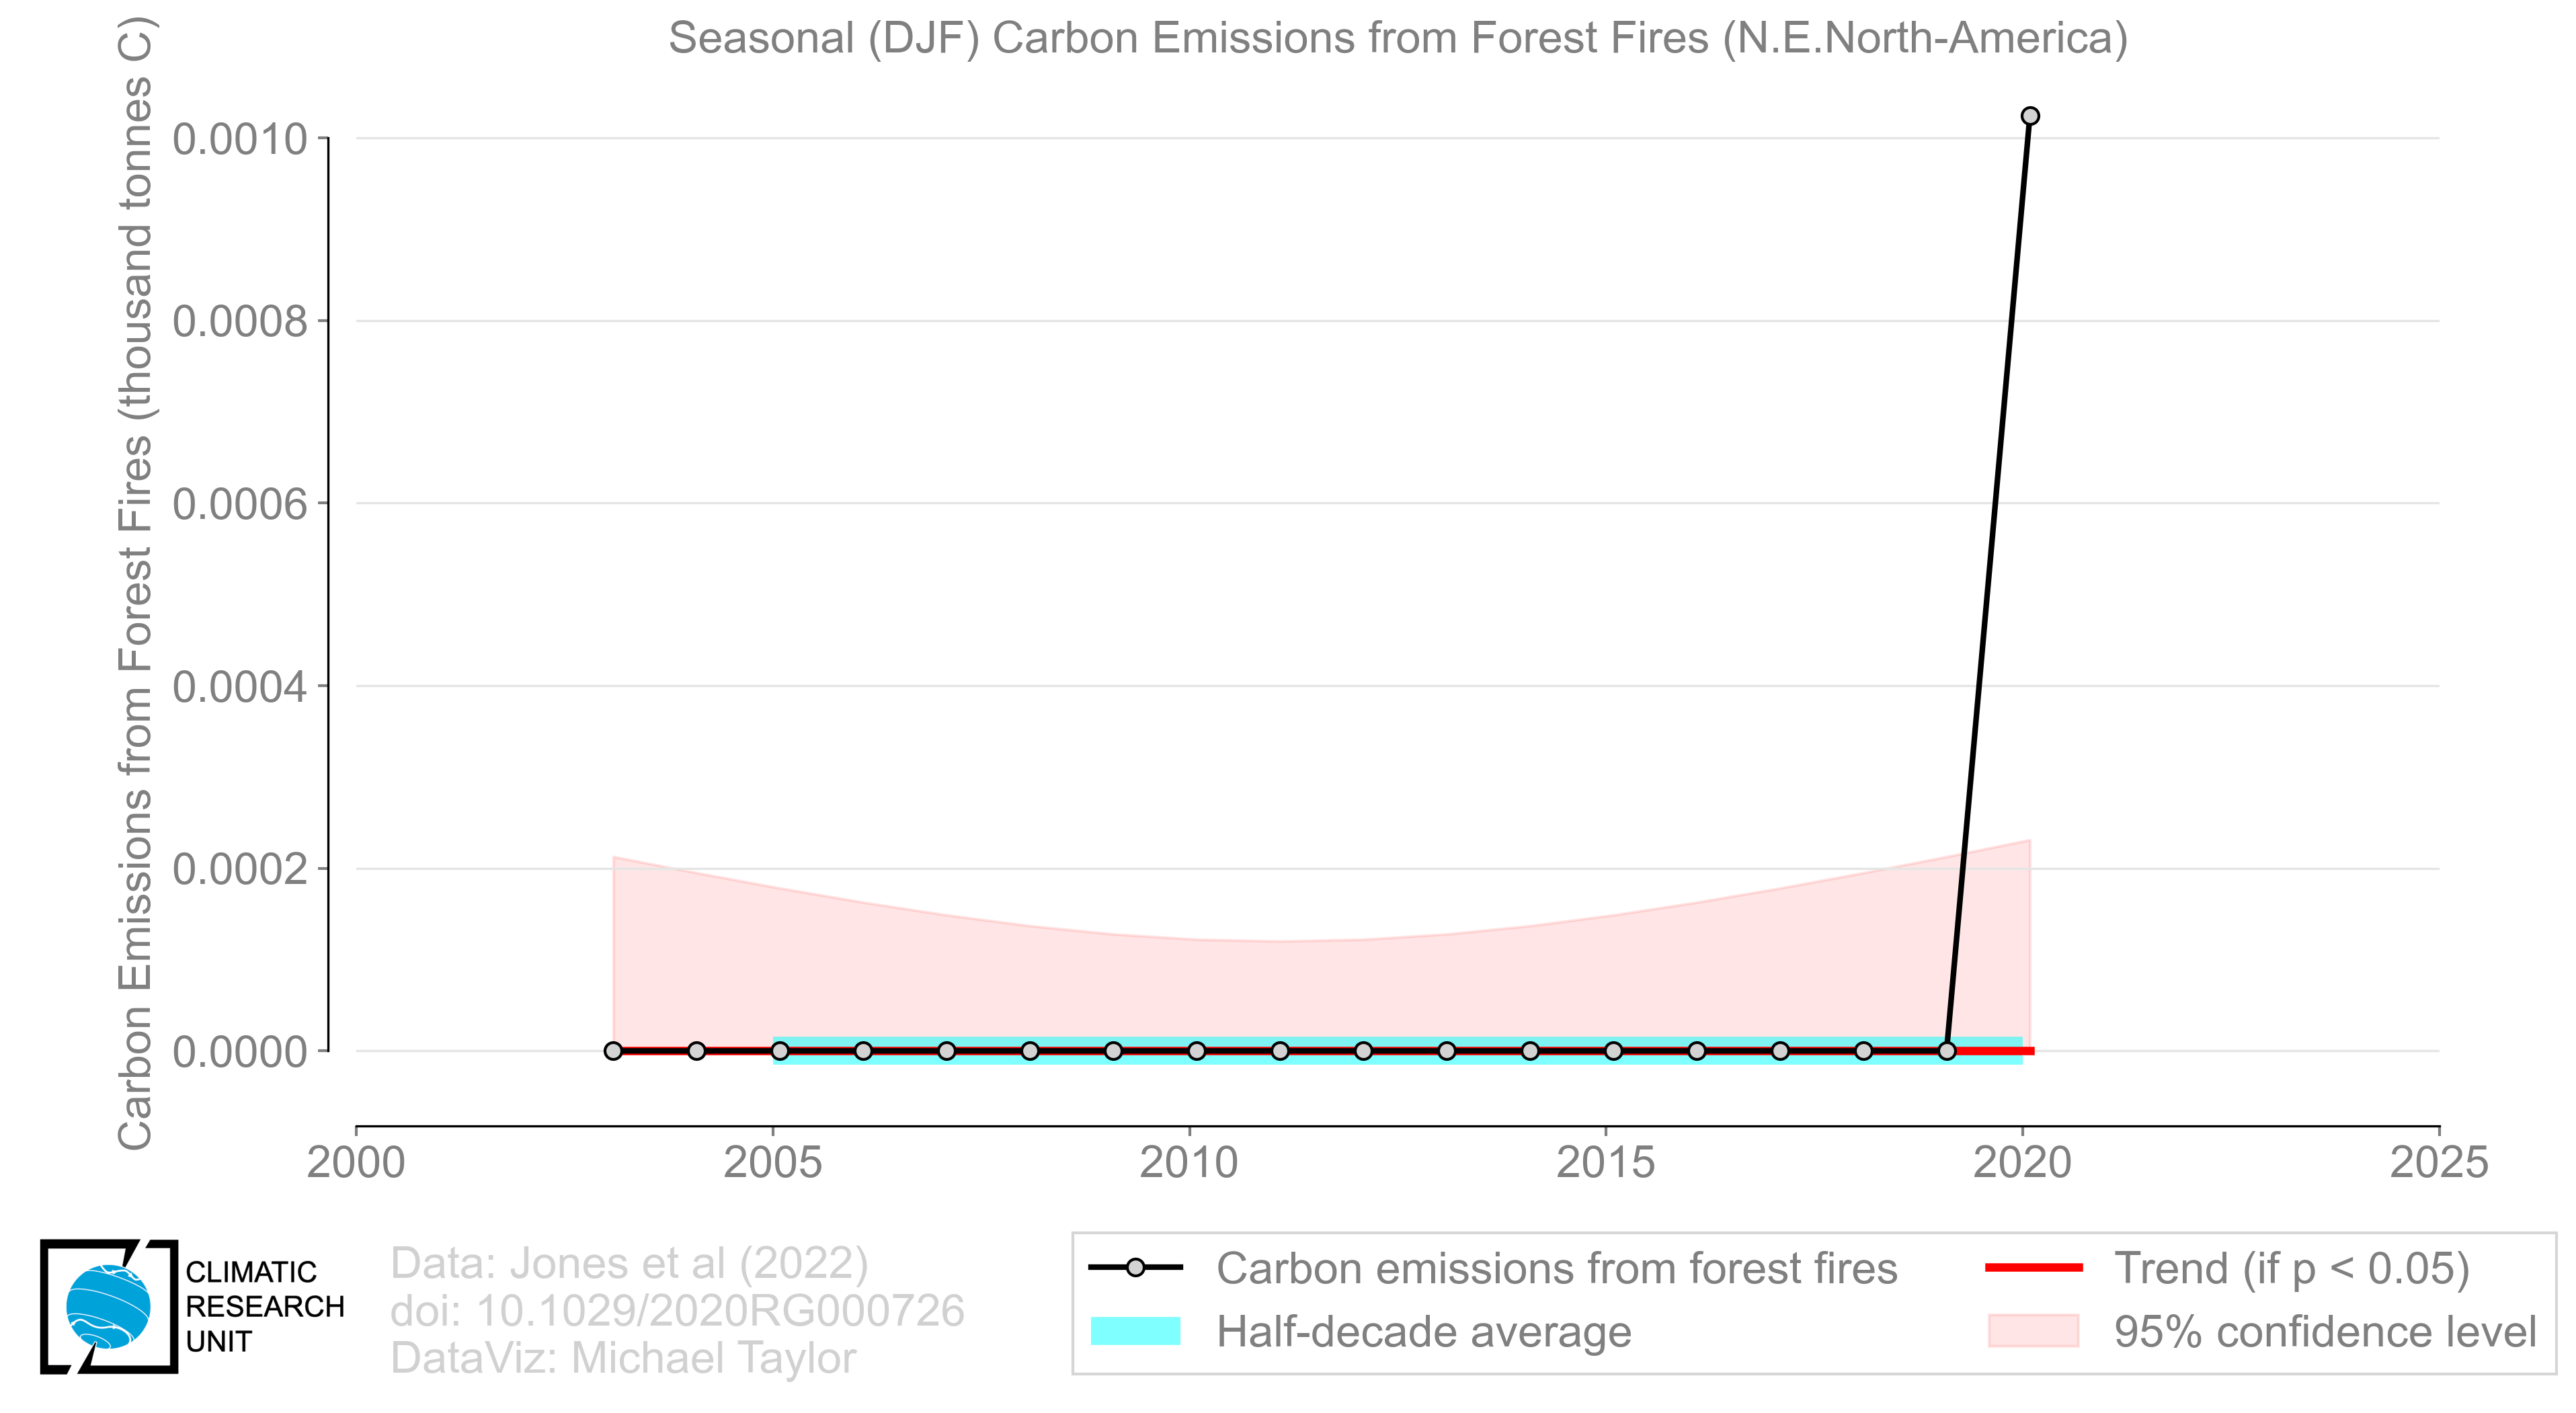 Seasonal (DJF) Carbon Emissions from Forest Fires (N.E.North-America)
Carbon Emissions from Forest Fires (thousand tonnes C)
0.0010
0.0008
0.0006
0.0004
0.0002
0.0000
2000 2005 2010 2015 2020 2025
CLIMATIC
RESEARCH
UNIT
Data: Jones et al (2022)
doi: 10.1029/2020RG000726
DataViz: Michael Taylor
Carbon emissions from forest fires
Half-decade average
Trend (if p < 0.05)
95% confidence level